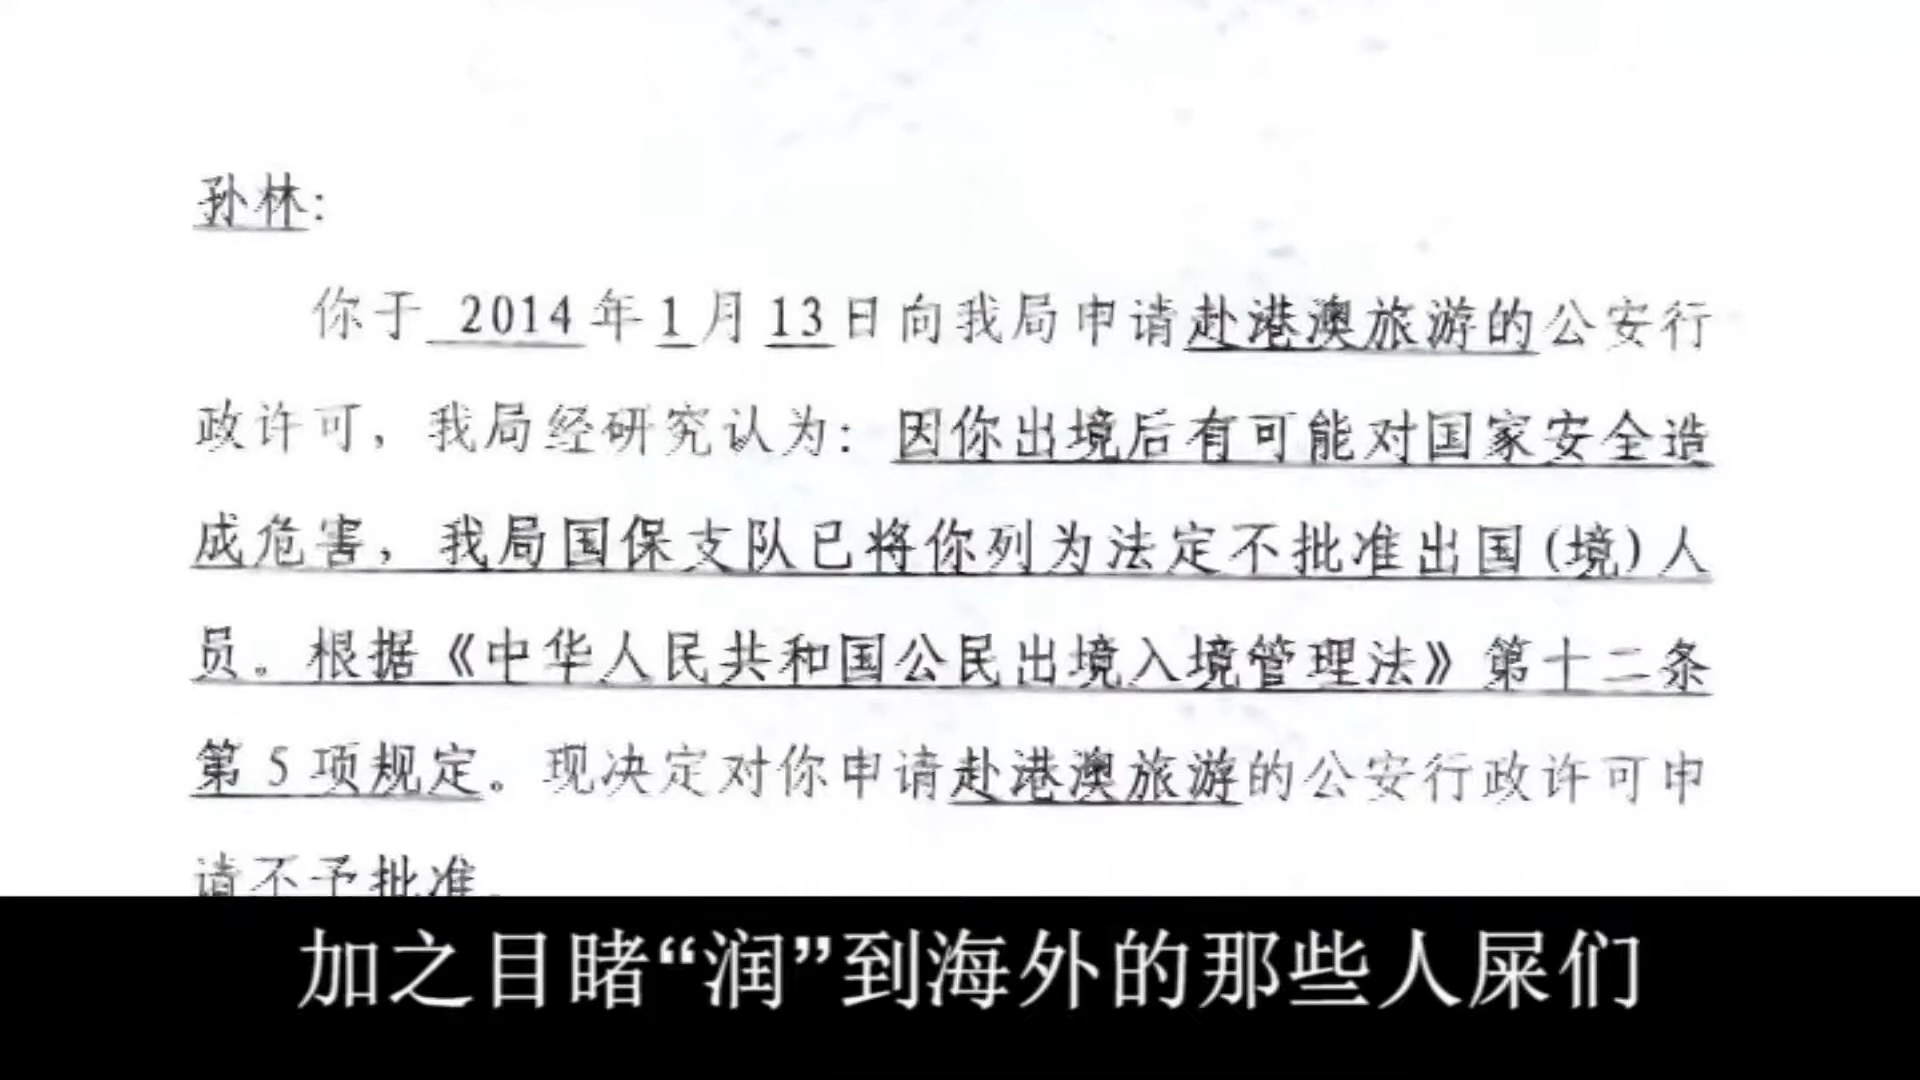 孙林:
你于 2014 年 1 月 13 日向我局申请赴港澳旅游的公安行
政许可, 我局经研究认为: 因你出境后有可能对国家安全造
成危害, 我局国保支队已将你列为法定不批准出国(境)人
员。根据《中华人民共和国公民出境入境管理法》第十二条
第 5 项规定。现决定对你申请赴港澳旅游的公安行政许可申
请不予批准。
加之目睹“润”到海外的那些人屎们